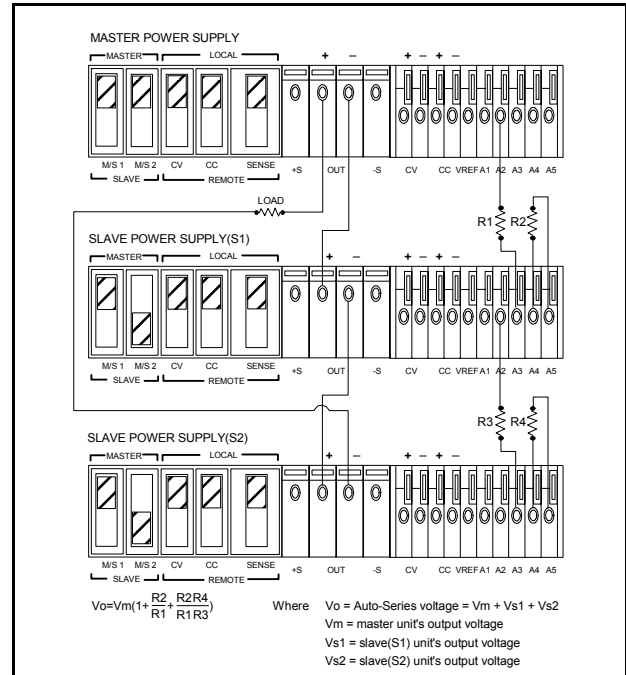 MASTER POWER SUPPLY
MASTER LOCAL + – + – + –
M/S 1 M/S 2 CV CC SENSE +S OUT -S CV CC VREF A1 A2 A3 A4 A5
SLAVE REMOTE
LOAD
R1 R2
SLAVE POWER SUPPLY(S1)
MASTER LOCAL + – + – + –
M/S 1 M/S 2 CV CC SENSE +S OUT -S CV CC VREF A1 A2 A3 A4 A5
SLAVE REMOTE
R3 R4
SLAVE POWER SUPPLY(S2)
MASTER LOCAL + – + – + –
M/S 1 M/S 2 CV CC SENSE +S OUT -S CV CC VREF A1 A2 A3 A4 A5
SLAVE REMOTE
Vo=Vm(1+R2/R1+R2R4/R1R3) Where Vo = Auto-Series voltage = Vm + Vs1 + Vs2
Vm = master unit's output voltage
Vs1 = slave(S1) unit's output voltage
Vs2 = slave(S2) unit's output voltage